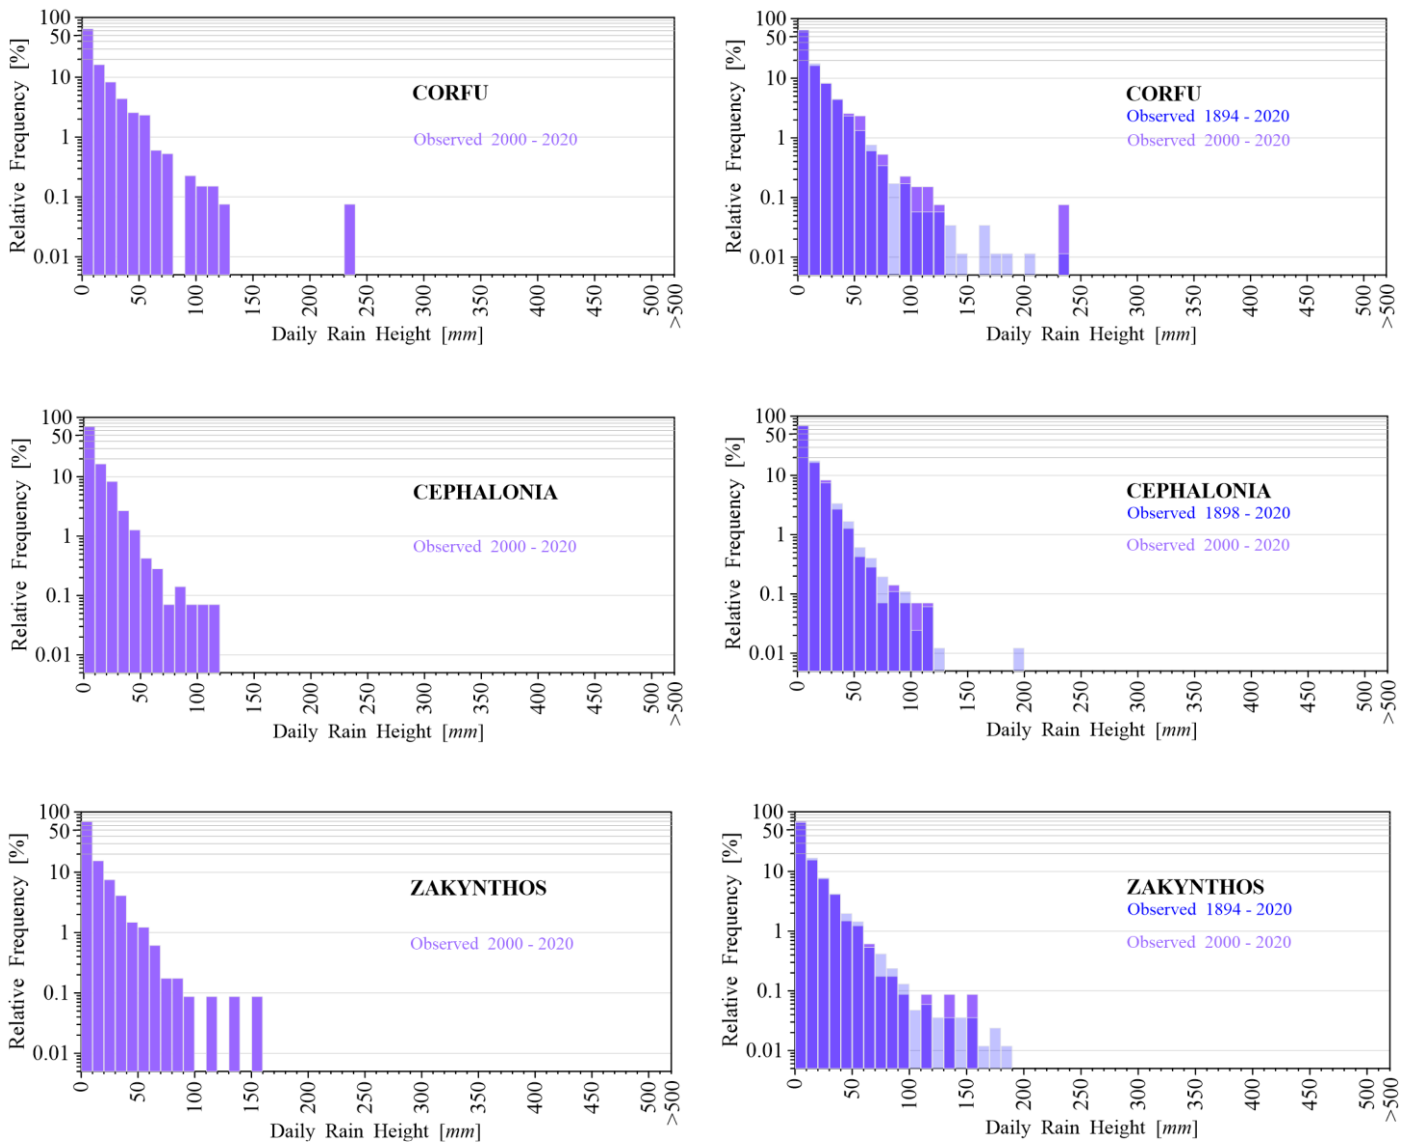 100
50
10
1
0.1
0.01
Relative Frequency [%]
CORFU
Observed 2000 - 2020
0 50 100 150 200 250 300 350 400 450 500 >500
Daily Rain Height [mm]
100
50
10
1
0.1
0.01
Relative Frequency [%]
CORFU
Observed 1894 - 2020
Observed 2000 - 2020
0 50 100 150 200 250 300 350 400 450 500 >500
Daily Rain Height [mm]
100
50
10
1
0.1
0.01
Relative Frequency [%]
CEPHALONIA
Observed 2000 - 2020
0 50 100 150 200 250 300 350 400 450 500 >500
Daily Rain Height [mm]
100
50
10
1
0.1
0.01
Relative Frequency [%]
CEPHALONIA
Observed 1898 - 2020
Observed 2000 - 2020
0 50 100 150 200 250 300 350 400 450 500 >500
Daily Rain Height [mm]
100
50
10
1
0.1
0.01
Relative Frequency [%]
ZAKYNTHOS
Observed 2000 - 2020
0 50 100 150 200 250 300 350 400 450 500 >500
Daily Rain Height [mm]
100
50
10
1
0.1
0.01
Relative Frequency [%]
ZAKYNTHOS
Observed 1894 - 2020
Observed 2000 - 2020
0 50 100 150 200 250 300 350 400 450 500 >500
Daily Rain Height [mm]